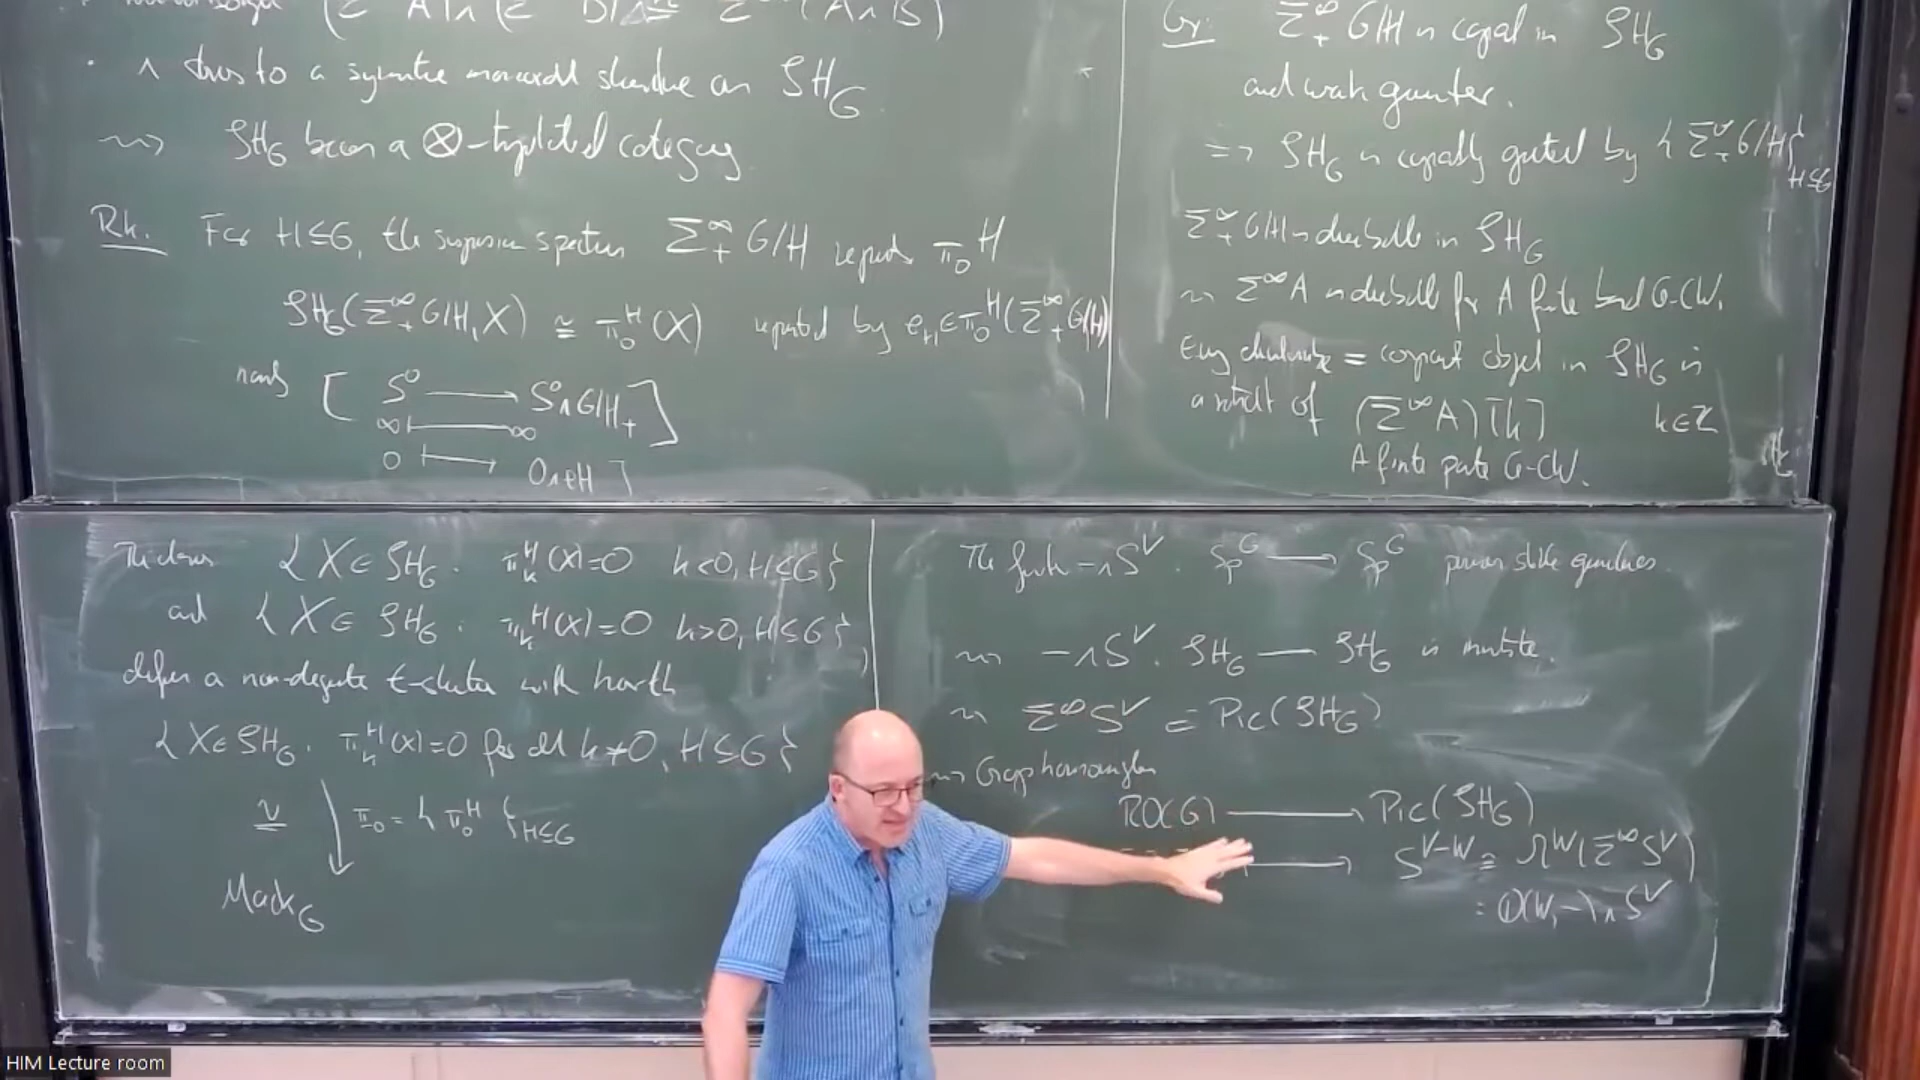 ∧ to a symmetric monoidal structure on SH_G
⇝ SH_G becomes a ⊗-triangulated category
Rk. For H≤G, the suspension spectrum Σ^∞_+ G/H represents π_0^H
SH_G(Σ^∞_+ G/H, X) ≅ π_0^H(X) represented by e_H ∈ π_0^H(Σ^∞_+ G/H)
[ S^0 ⟶ S^0∧G/H_+ ]
∞ ⟼ ∞
0 ⟼ 0∧eH ]
Cor: Σ^∞_+ G/H is compact in SH_G
and weak generator.
=> SH_G is compactly generated by { Σ^∞_+ G/H }_{H≤G}
Σ^∞_+ G/H is dualizable in SH_G
⇝ Σ^∞ A is dualizable for A finite based G-CW.
Every dualizable = compact object in SH_G is
a retract of (Σ^∞ A)[k] k∈Z
A finite pointed G-CW.
The classes { X ∈ SH_G : π_k^H(X)=0 k<0, H≤G }
and { X ∈ SH_G : π_k^H(X)=0 k>0, H≤G }
define a non-degenerate t-structure with heart
{ X ∈ SH_G : π_k^H(X)=0 for all k≠0, H≤G }
≅ ↓ π_0 = { π_0^H }_{H≤G}
Mack_G
The functor -∧S^V : Sp^G ⟶ Sp^G preserves stable equivalences.
⇝ -∧S^V : SH_G ⟶ SH_G is invertible.
⇝ Σ^∞ S^V ∈ Pic(SH_G)
⇝ Group homomorphism
RO(G) ⟶ Pic(SH_G)
⟼ S^{V-W} ≅ Ω^W(Σ^∞ S^V)
= (W,-)∧S^V
HIM Lecture room